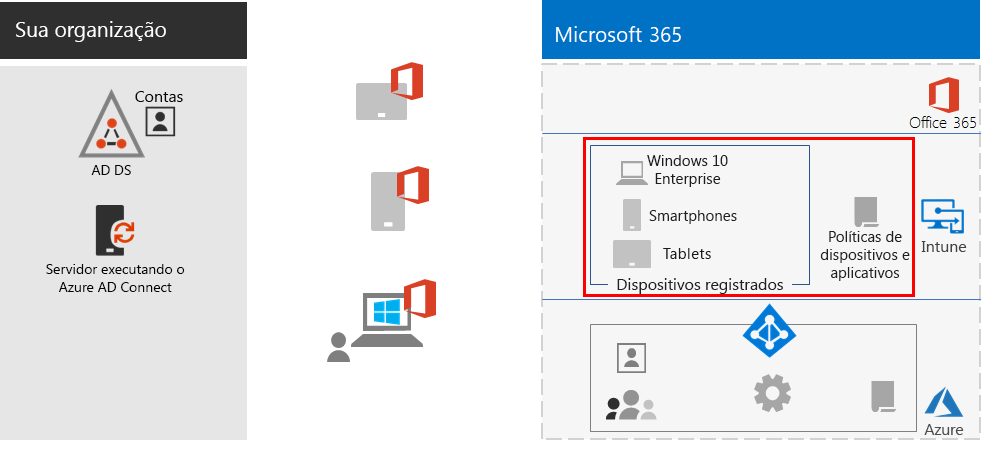 Sua organização
Contas
AD DS
Servidor executando o
Azure AD Connect
Microsoft 365
Office 365
Windows 10
Enterprise
Smartphones
Tablets
Dispositivos registrados
Políticas de
dispositivos e
aplicativos
Intune
Azure